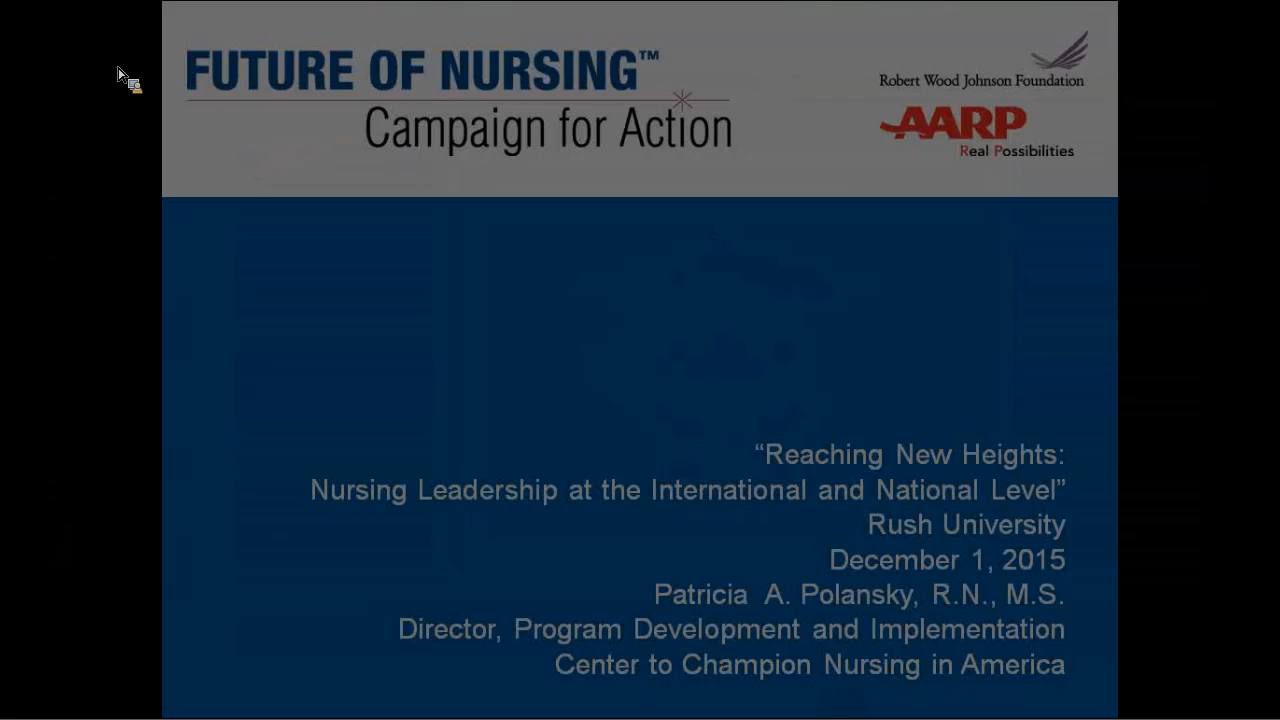 FUTURE OF NURSING™
Campaign for Action
Robert Wood Johnson Foundation
AARP
Real Possibilities
“Reaching New Heights:
Nursing Leadership at the International and National Level”
Rush University
December 1, 2015
Patricia A. Polansky, R.N., M.S.
Director, Program Development and Implementation
Center to Champion Nursing in America